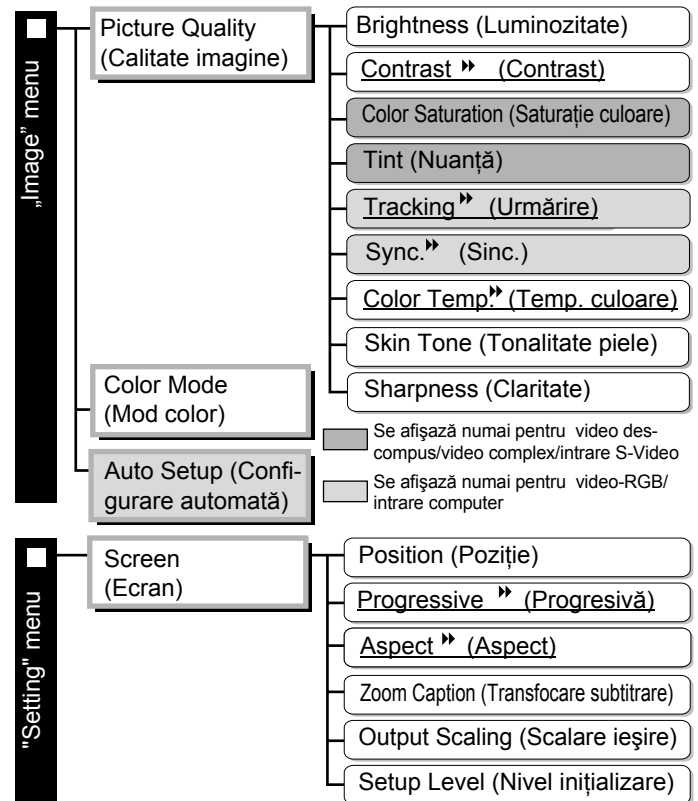 „Image” menu
Picture Quality
(Calitate imagine)
Brightness (Luminozitate)
Contrast (Contrast)
Color Saturation (Saturație culoare)
Tint (Nuanță)
Tracking (Urmărire)
Sync. (Sinc.)
Color Temp. (Temp. culoare)
Skin Tone (Tonalitate piele)
Sharpness (Claritate)
Color Mode
(Mod color)
Auto Setup (Confi-
gurare automată)
Se afişază numai pentru video des-
compus/video complex/intrare S-Video
Se afişază numai pentru video-RGB/
intrare computer
"Setting" menu
Screen
(Ecran)
Position (Poziție)
Progressive (Progresivă)
Aspect (Aspect)
Zoom Caption (Transfocare subtitrare)
Output Scaling (Scalare ieşire)
Setup Level (Nivel inițializare)